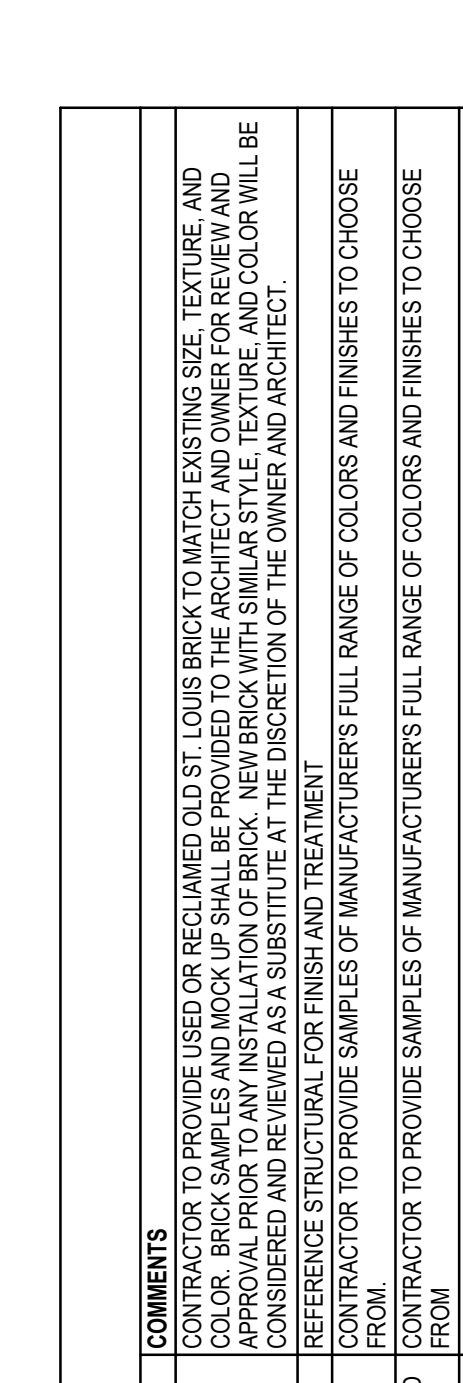 COMMENTS
CONTRACTOR TO PROVIDE USED OR RECLIAMED OLD ST. LOUIS BRICK TO MATCH EXISTING SIZE, TEXTURE, AND
COLOR. BRICK SAMPLES AND MOCK UP SHALL BE PROVIDED TO THE ARCHITECT AND OWNER FOR REVIEW AND
APPROVAL PRIOR TO ANY INSTALLATION OF BRICK. NEW BRICK WITH SIMILAR STYLE, TEXTURE, AND COLOR WILL BE
CONSIDERED AND REVIEWED AS A SUBSTITUTE AT THE DISCRETION OF THE OWNER AND ARCHITECT.
REFERENCE STRUCTURAL FOR FINISH AND TREATMENT
CONTRACTOR TO PROVIDE SAMPLES OF MANUFACTURER'S FULL RANGE OF COLORS AND FINISHES TO CHOOSE
FROM.
CONTRACTOR TO PROVIDE SAMPLES OF MANUFACTURER'S FULL RANGE OF COLORS AND FINISHES TO CHOOSE
FROM